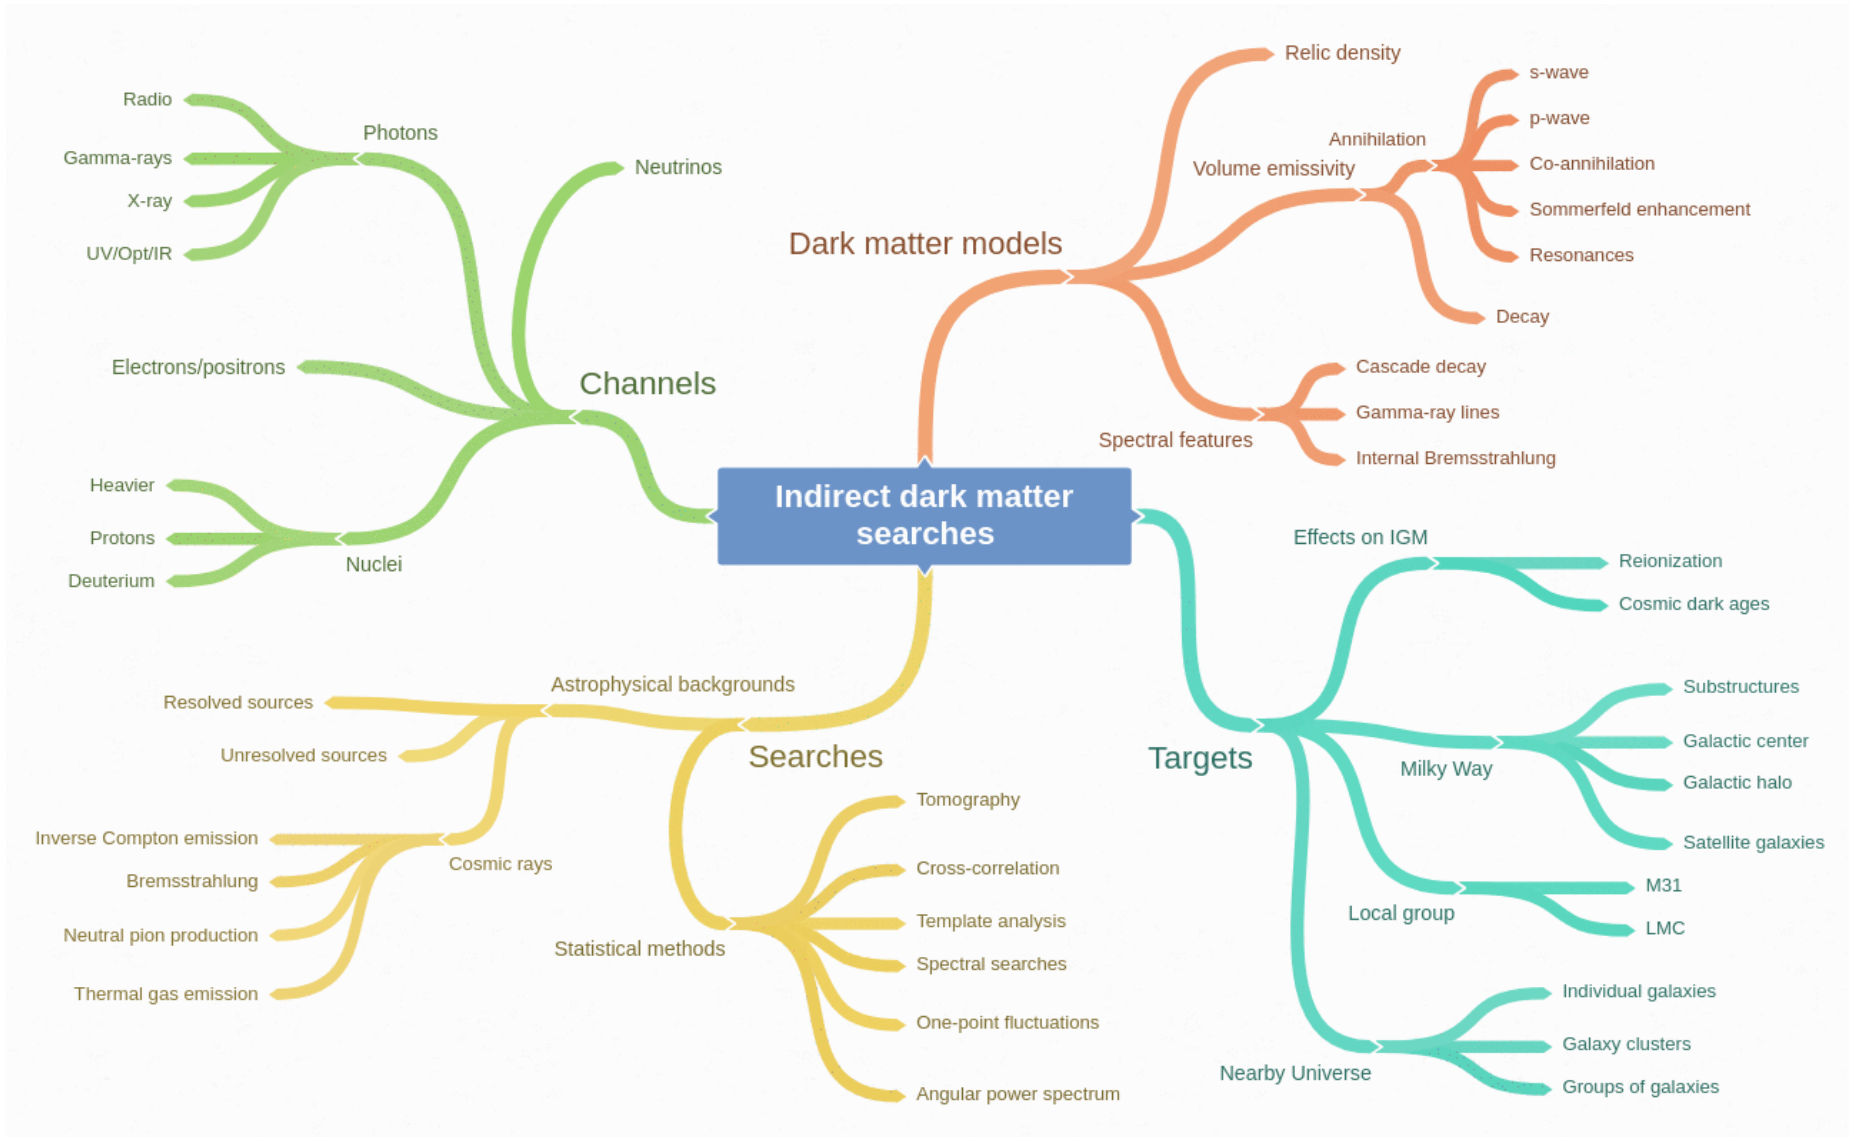 Indirect dark matter
searches
Channels
Photons
Radio
Gamma-rays
X-ray
UV/Opt/IR
Neutrinos
Electrons/positrons
Nuclei
Heavier
Protons
Deuterium
Dark matter models
Relic density
Volume emissivity
Annihilation
s-wave
p-wave
Co-annihilation
Sommerfeld enhancement
Resonances
Decay
Spectral features
Cascade decay
Gamma-ray lines
Internal Bremsstrahlung
Searches
Astrophysical backgrounds
Resolved sources
Unresolved sources
Cosmic rays
Inverse Compton emission
Bremsstrahlung
Neutral pion production
Thermal gas emission
Statistical methods
Tomography
Cross-correlation
Template analysis
Spectral searches
One-point fluctuations
Angular power spectrum
Targets
Effects on IGM
Reionization
Cosmic dark ages
Milky Way
Substructures
Galactic center
Galactic halo
Satellite galaxies
Local group
M31
LMC
Nearby Universe
Individual galaxies
Galaxy clusters
Groups of galaxies